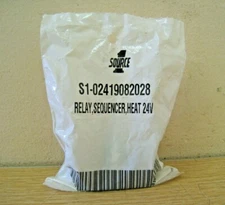 SOURCE
1
S1-02419082028
RELAY,SEQUENCER,HEAT 24V